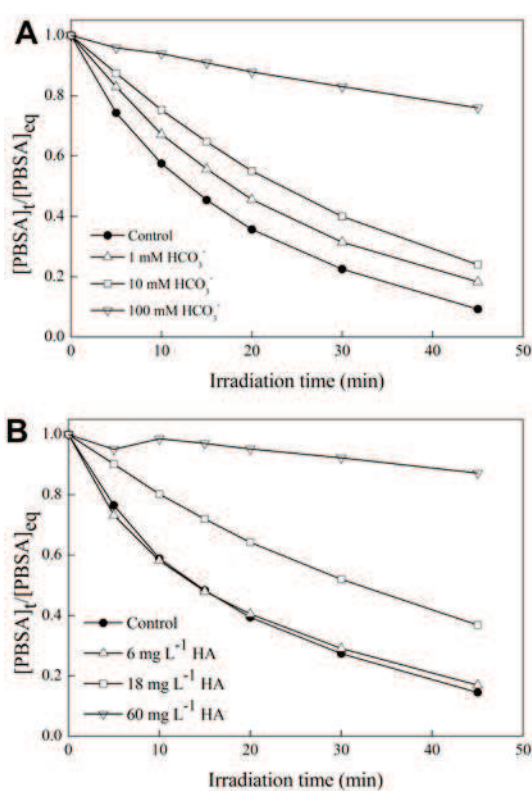 A
1.0
0.8
0.6
0.4
0.2
0.0
[PBSA]t/[PBSA]eq
Control
1 mM HCO3-
10 mM HCO3-
100 mM HCO3-
0 10 20 30 40 50
Irradiation time (min)
B
1.0
0.8
0.6
0.4
0.2
0.0
[PBSA]t/[PBSA]eq
Control
6 mg L-1 HA
18 mg L-1 HA
60 mg L-1 HA
0 10 20 30 40 50
Irradiation time (min)